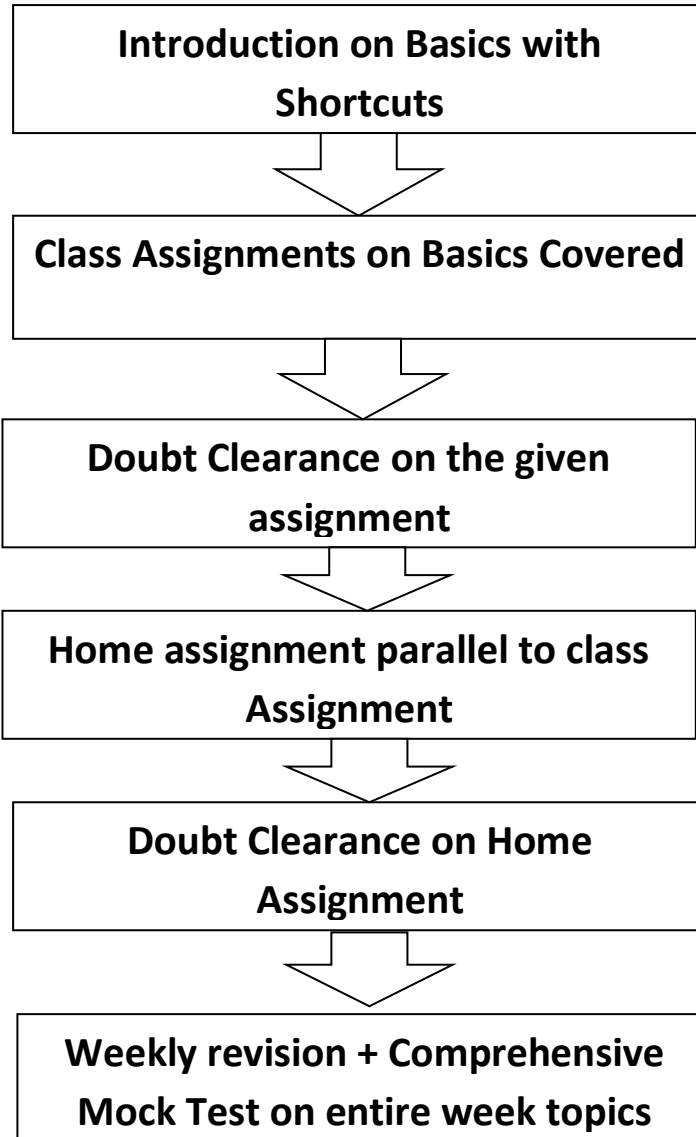 Introduction on Basics with
Shortcuts
Class Assignments on Basics Covered
Doubt Clearance on the given
assignment
Home assignment parallel to class
Assignment
Doubt Clearance on Home
Assignment
Weekly revision + Comprehensive
Mock Test on entire week topics